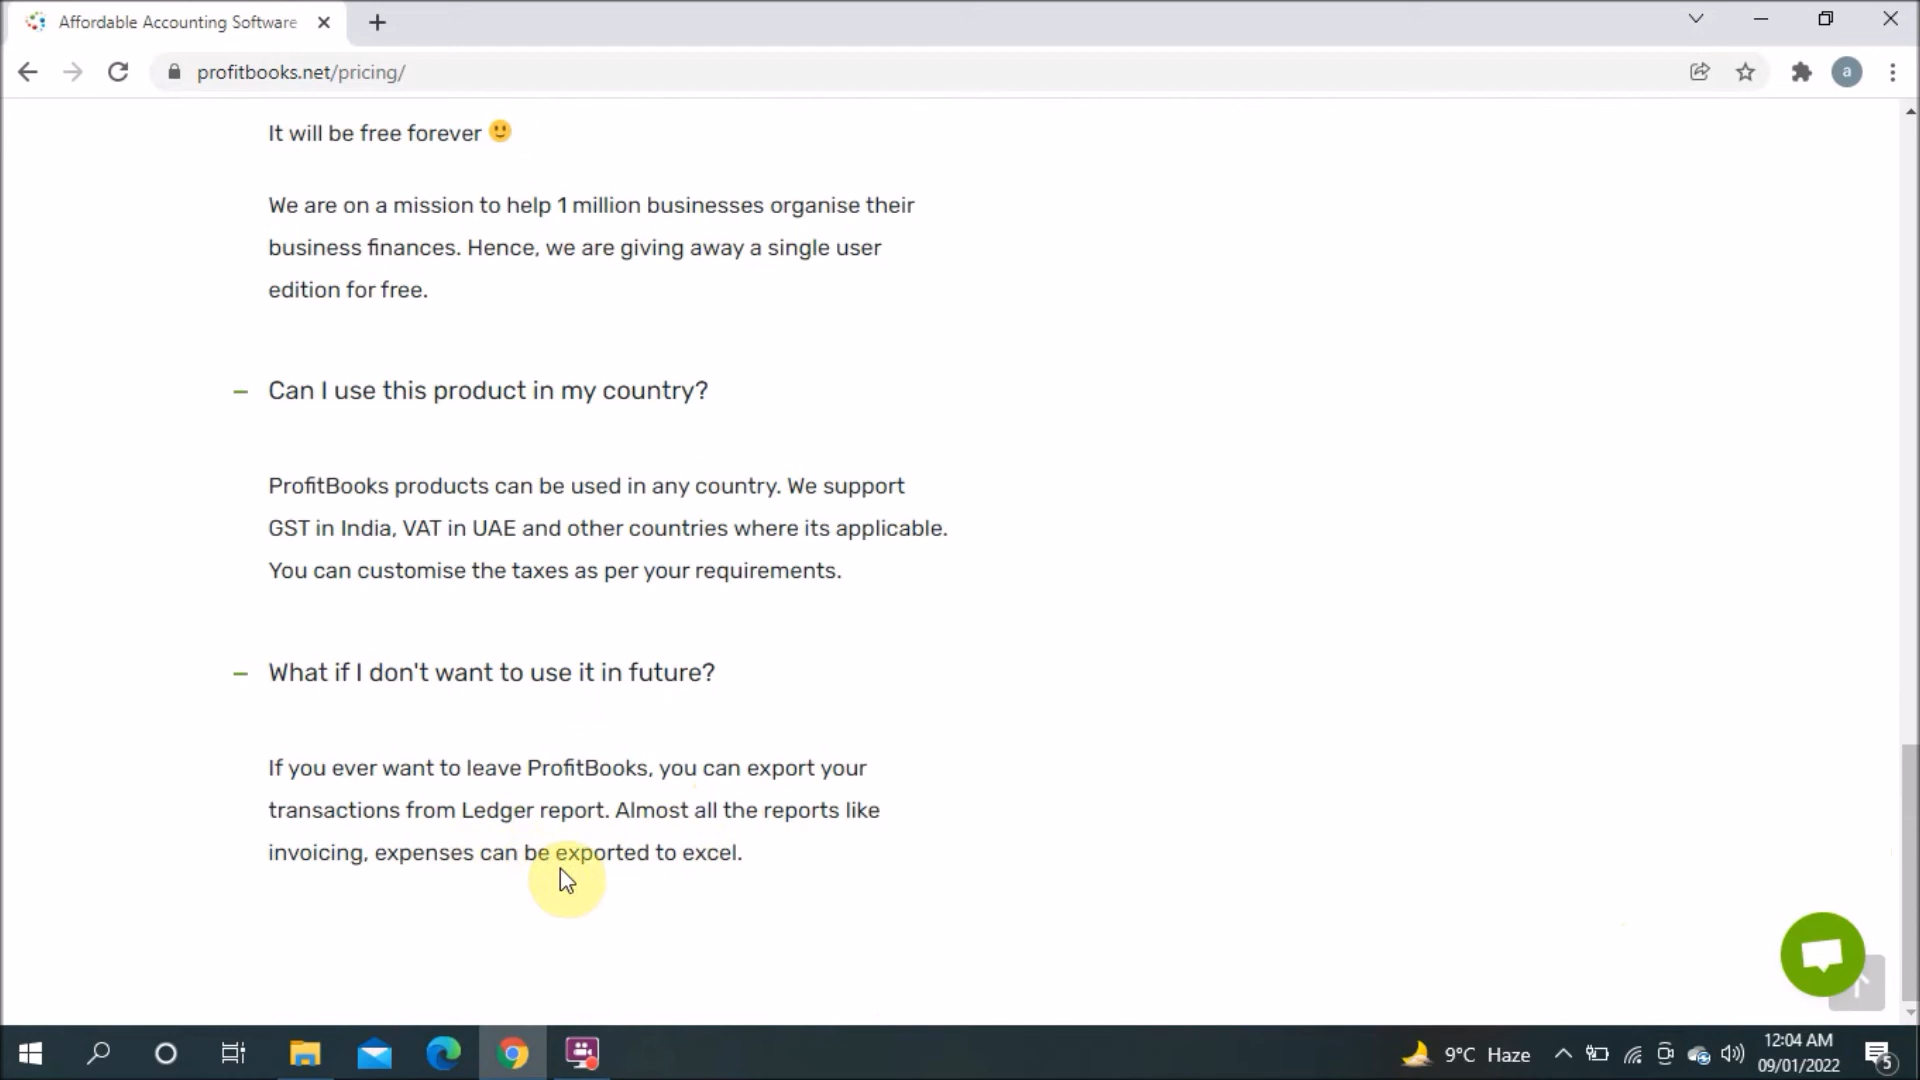 Affordable Accounting Software
profitbooks.net/pricing/
a
It will be free forever 🙂
We are on a mission to help 1 million businesses organise their
business finances. Hence, we are giving away a single user
edition for free.
– Can I use this product in my country?
ProfitBooks products can be used in any country. We support
GST in India, VAT in UAE and other countries where its applicable.
You can customise the taxes as per your requirements.
– What if I don't want to use it in future?
If you ever want to leave ProfitBooks, you can export your
transactions from Ledger report. Almost all the reports like
invoicing, expenses can be exported to excel.
9°C Haze
12:04 AM
09/01/2022
5